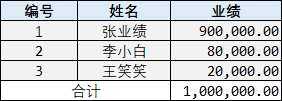 编号 姓名 业绩
1 张业绩 900,000.00
2 李小白 80,000.00
3 王笑笑 20,000.00
合计 1,000,000.00